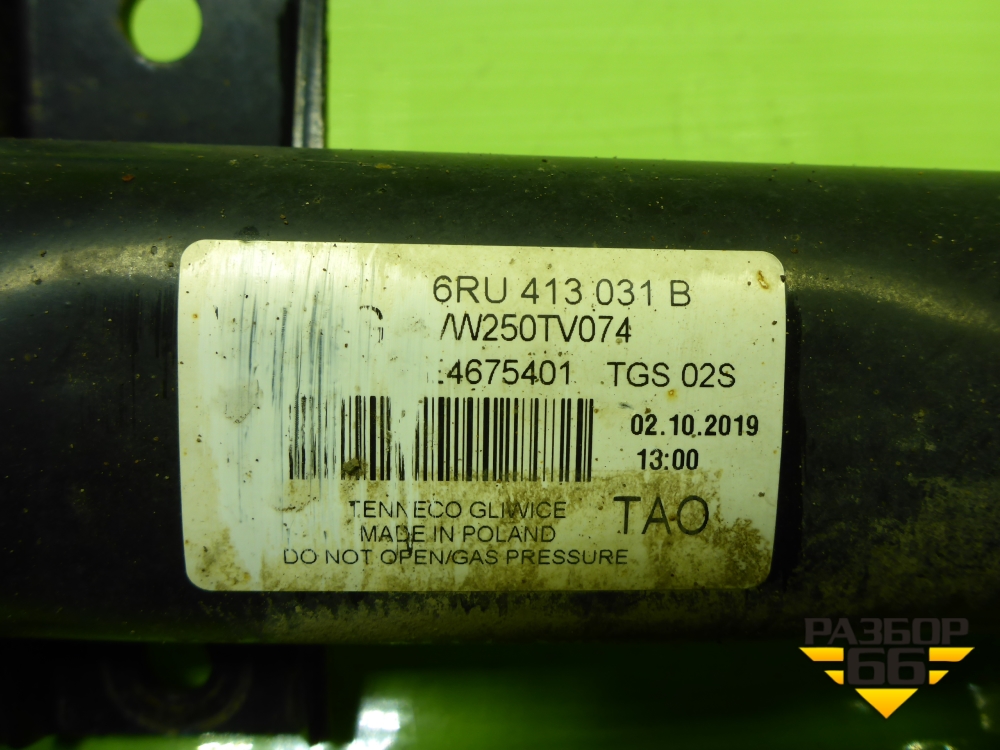 6RU 413 031 B
/W250TV074
4675401 TGS 02S
02.10.2019
13:00
TENNECO GLIWICE
MADE IN POLAND
DO NOT OPEN/GAS PRESSURE
TAO
РАЗБОР
66